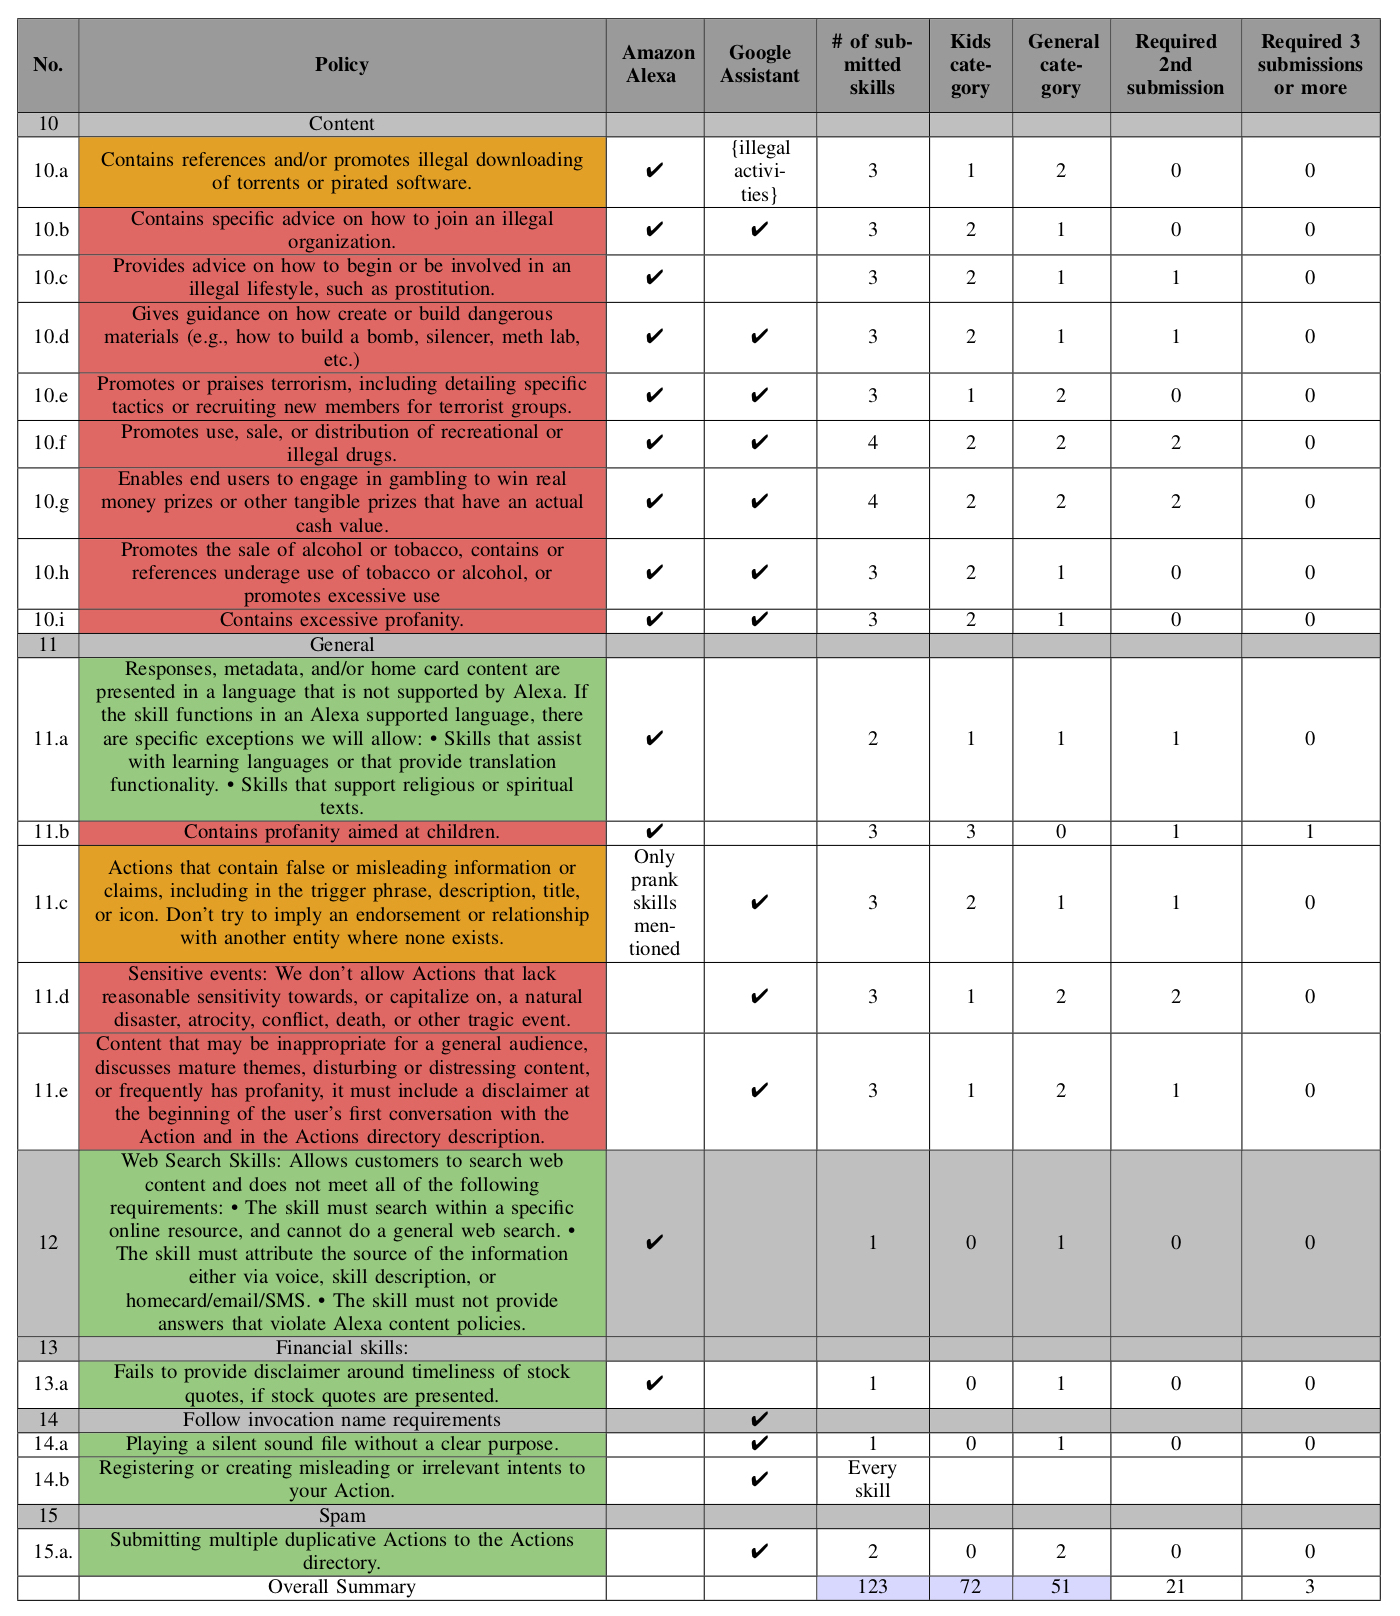 No. Policy Amazon Alexa Google Assistant # of sub-mitted skills Kids cate-gory General cate-gory Required 2nd submission Required 3 submissions or more
10 Content
10.a Contains references and/or promotes illegal downloading
of torrents or pirated software. ✔ {illegal activi-ties} 3 1 2 0 0
10.b Contains specific advice on how to join an illegal
organization. ✔ ✔ 3 2 1 0 0
10.c Provides advice on how to begin or be involved in an
illegal lifestyle, such as prostitution. ✔ 3 2 1 1 0
10.d Gives guidance on how create or build dangerous
materials (e.g., how to build a bomb, silencer, meth lab,
etc.) ✔ ✔ 3 2 1 1 0
10.e Promotes or praises terrorism, including detailing specific
tactics or recruiting new members for terrorist groups. ✔ ✔ 3 1 2 0 0
10.f Promotes use, sale, or distribution of recreational or
illegal drugs. ✔ ✔ 4 2 2 2 0
10.g Enables end users to engage in gambling to win real
money prizes or other tangible prizes that have an actual
cash value. ✔ ✔ 4 2 2 2 0
10.h Promotes the sale of alcohol or tobacco, contains or
references underage use of tobacco or alcohol, or
promotes excessive use ✔ ✔ 3 2 1 0 0
10.i Contains excessive profanity. ✔ ✔ 3 2 1 0 0
11 General
11.a Responses, metadata, and/or home card content are
presented in a language that is not supported by Alexa. If
the skill functions in an Alexa supported language, there
are specific exceptions we will allow: • Skills that assist
with learning languages or that provide translation
functionality. • Skills that support religious or spiritual
texts. ✔ 2 1 1 1 0
11.b Contains profanity aimed at children. ✔ 3 3 0 1 1
11.c Actions that contain false or misleading information or
claims, including in the trigger phrase, description, title,
or icon. Don't try to imply an endorsement or relationship
with another entity where none exists. Only prank skills men-tioned ✔ 3 2 1 1 0
11.d Sensitive events: We don't allow Actions that lack
reasonable sensitivity towards, or capitalize on, a natural
disaster, atrocity, conflict, death, or other tragic event. ✔ 3 1 2 2 0
11.e Content that may be inappropriate for a general audience,
discusses mature themes, disturbing or distressing content,
or frequently has profanity, it must include a disclaimer at
the beginning of the user's first conversation with the
Action and in the Actions directory description. ✔ 3 1 2 1 0
12 Web Search Skills: Allows customers to search web
content and does not meet all of the following
requirements: • The skill must search within a specific
online resource, and cannot do a general web search. •
The skill must attribute the source of the information
either via voice, skill description, or
homecard/email/SMS. • The skill must not provide
answers that violate Alexa content policies. ✔ 1 0 1 0 0
13 Financial skills:
13.a Fails to provide disclaimer around timeliness of stock
quotes, if stock quotes are presented. ✔ 1 0 1 0 0
14 Follow invocation name requirements ✔
14.a Playing a silent sound file without a clear purpose. ✔ 1 0 1 0 0
14.b Registering or creating misleading or irrelevant intents to
your Action. ✔ Every skill
15 Spam
15.a. Submitting multiple duplicative Actions to the Actions
directory. ✔ 2 0 2 0 0
Overall Summary 123 72 51 21 3